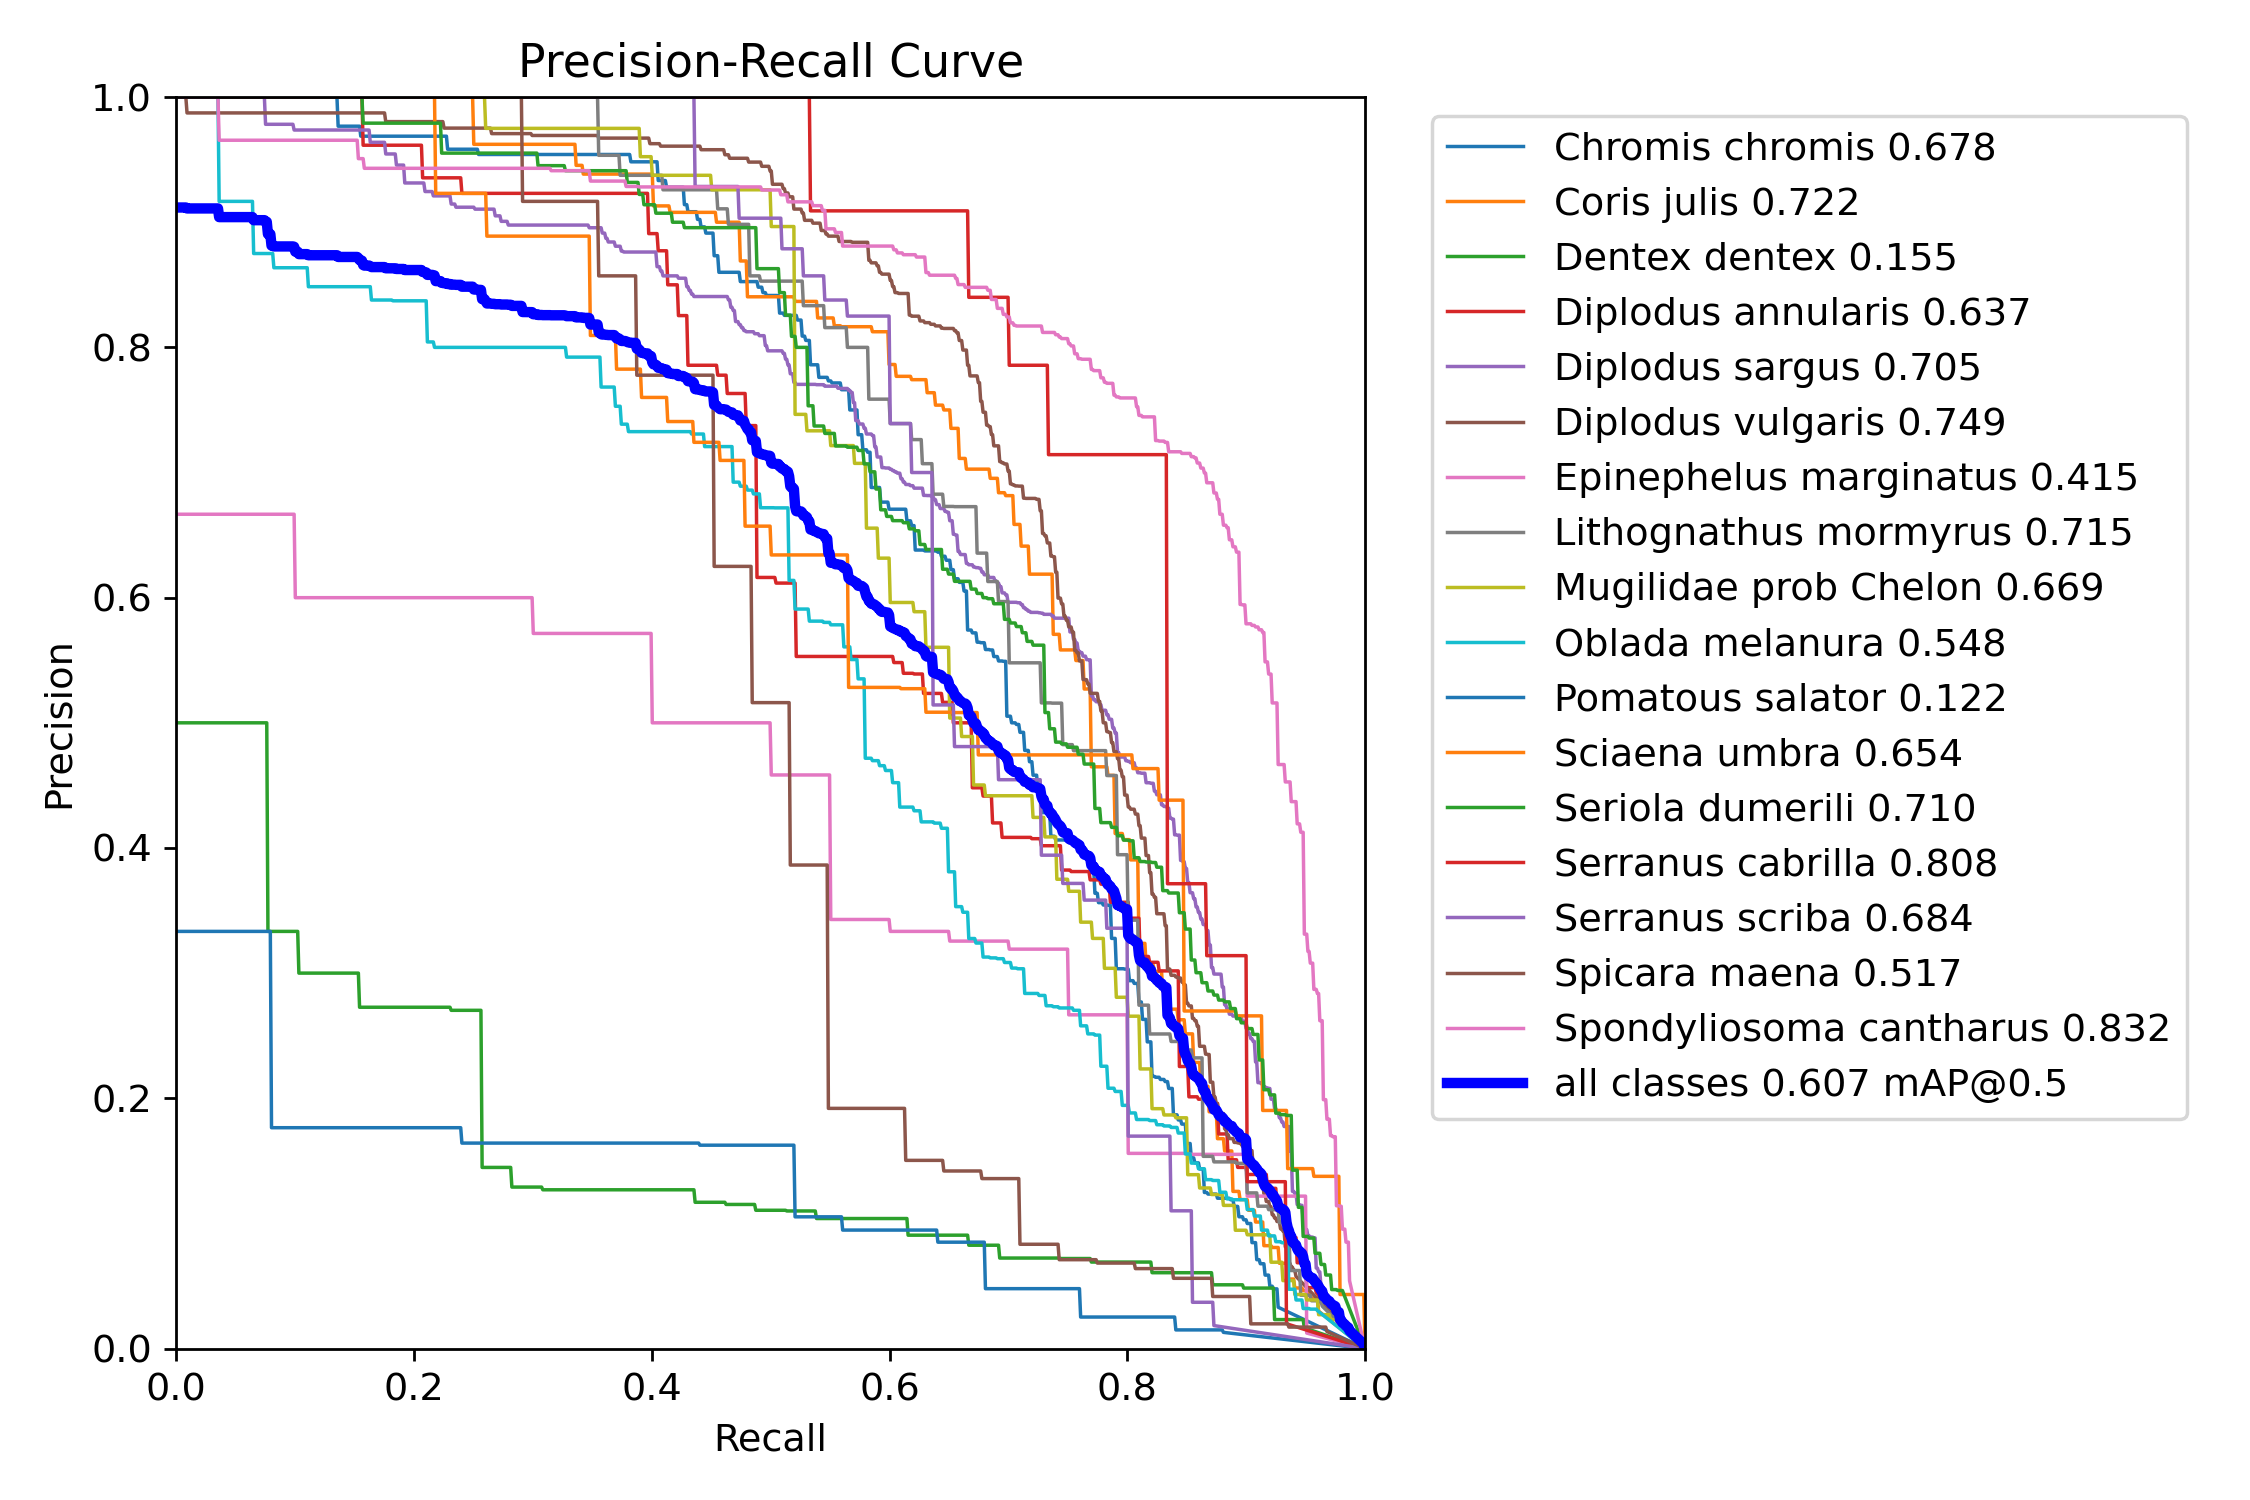 Precision-Recall Curve
1.0
0.8
0.6
0.4
0.2
0.0
Precision
0.0 0.2 0.4 0.6 0.8 1.0
Recall
Chromis chromis 0.678
Coris julis 0.722
Dentex dentex 0.155
Diplodus annularis 0.637
Diplodus sargus 0.705
Diplodus vulgaris 0.749
Epinephelus marginatus 0.415
Lithognathus mormyrus 0.715
Mugilidae prob Chelon 0.669
Oblada melanura 0.548
Pomatous salator 0.122
Sciaena umbra 0.654
Seriola dumerili 0.710
Serranus cabrilla 0.808
Serranus scriba 0.684
Spicara maena 0.517
Spondyliosoma cantharus 0.832
all classes 0.607 mAP@0.5